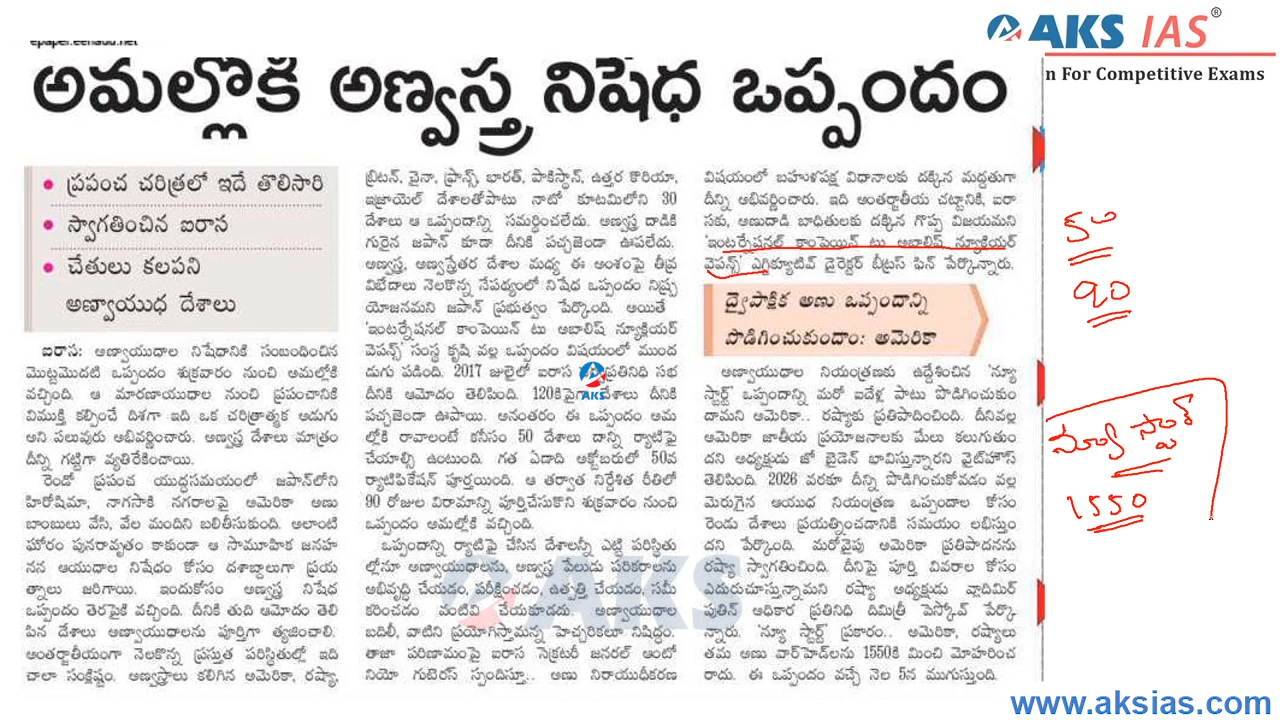 epaper.eenadu.net
AKS IAS®
n For Competitive Exams
అమల్లోకి అణ్వస్త్ర నిషేధ ఒప్పందం
• ప్రపంచ చరిత్రలో ఇదే తొలిసారి
• స్వాగతించిన ఐరాస
• చేతులు కలపని
అణ్వాయుధ దేశాలు
ఐరాస: అణ్వాయుధాల నిషేధానికి సంబంధించిన
మొట్టమొదటి ఒప్పందం శుక్రవారం నుంచి అమల్లోకి
వచ్చింది. ఆ మారణాయుధాల నుంచి ప్రపంచానికి
విముక్తి కల్పించే దిశగా ఇది ఒక చరిత్రాత్మక అడుగు
అని పలువురు అభివర్ణించారు. అణ్వస్త్ర దేశాలు మాత్రం
దీన్ని గట్టిగా వ్యతిరేకించాయి.
రెండో ప్రపంచ యుద్ధసమయంలో జపాన్‌లోని
హిరోషిమా, నాగసాకి నగరాలపై అమెరికా అణు
బాంబులు వేసి, వేల మందిని బలితీసుకుంది. అలాంటి
ఘోరం పునరావృతం కాకుండా ఆ సామూహిక జనహ
నన ఆయుధాల నిషేధం కోసం దశాబ్దాలుగా ప్రయ
త్నాలు జరిగాయి. ఇందుకోసం అణ్వస్త్ర నిషేధ
ఒప్పందం తెరపైకి వచ్చింది. దీనికి తుది ఆమోదం తెలి
పిన దేశాలు అణ్వాయుధాలను పూర్తిగా త్యజించాలి.
అంతర్జాతీయంగా నెలకొన్న ప్రస్తుత పరిస్థితుల్లో ఇది
చాలా సంక్లిష్టం. అణ్వస్త్రాలు కలిగిన అమెరికా, రష్యా,
బ్రిటన్, చైనా, ఫ్రాన్స్, భారత్, పాకిస్థాన్, ఉత్తర కొరియా,
ఇజ్రాయెల్ దేశాలతోపాటు నాటో కూటమిలోని 30
దేశాలు ఆ ఒప్పందాన్ని సమర్థించలేదు. అణ్వస్త్ర దాడికి
గురైన జపాన్ కూడా దీనికి పచ్చజెండా ఊపలేదు.
అణ్వస్త్ర, అణ్వస్త్రేతర దేశాల మధ్య ఈ అంశంపై తీవ్ర
విభేదాలు నెలకొన్న నేపథ్యంలో నిషేధ ఒప్పందం నిష్ప్ర
యోజనమని జపాన్ ప్రభుత్వం పేర్కొంది. అయితే
'ఇంటర్నేషనల్ కాంపెయిన్ టు అబాలిష్ న్యూక్లియర్
వెపన్స్' సంస్థ కృషి వల్ల ఒప్పందం విషయంలో ముంద
డుగు పడింది. 2017 జులైలో ఐరాస ప్రతినిధి సభ
దీనికి ఆమోదం తెలిపింది. 120కిపైగా దేశాలు దీనికి
పచ్చజెండా ఊపాయి. అనంతరం ఈ ఒప్పందం అమ
ల్లోకి రావాలంటే కనీసం 50 దేశాలు దాన్ని ర్యాటిఫై
చేయాల్సి ఉంటుంది. గత ఏడాది అక్టోబరులో 50వ
ర్యాటిఫికేషన్ పూర్తయింది. ఆ తర్వాత నిర్దేశిత రీతిలో
90 రోజుల విరామాన్ని పూర్తిచేసుకొని శుక్రవారం నుంచి
ఒప్పందం అమల్లోకి వచ్చింది.
ఒప్పందాన్ని ర్యాటిఫై చేసిన దేశాలన్నీ ఎట్టి పరిస్థితు
ల్లోనూ అణ్వాయుధాలను, అణ్వస్త్ర పేలుడు పరికరాలను
అభివృద్ధి చేయడం, పరీక్షించడం, ఉత్పత్తి చేయడం, సమీ
కరించడం వంటివి చేయకూడదు. అణ్వాయుధాల
బదిలీ, వాటిని ప్రయోగిస్తామన్న హెచ్చరికలూ నిషిద్ధం.
తాజా పరిణామంపై ఐరాస సెక్రటరీ జనరల్ ఆంటో
నియో గుటెరస్ స్పందిస్తూ.. అణు నిరాయుధీకరణ
విషయంలో బహుళపక్ష విధానాలకు దక్కిన మద్దతుగా
దీన్ని అభివర్ణించారు. ఇది అంతర్జాతీయ చట్టానికి, ఐరా
సకు, అణుదాడి బాధితులకు దక్కిన గొప్ప విజయమని
'ఇంటర్నేషనల్ కాంపెయిన్ టు అబాలిష్ న్యూక్లియర్
వెపన్స్' ఎగ్జిక్యూటివ్ డైరెక్టర్ బీట్రస్ ఫిన్ పేర్కొన్నారు.
ద్వైపాక్షిక అణు ఒప్పందాన్ని
పొడిగించుకుందాం: అమెరికా
అణ్వాయుధాల నియంత్రణకు ఉద్దేశించిన 'న్యూ
స్టార్ట్' ఒప్పందాన్ని మరో ఐదేళ్ల పాటు పొడిగించుకుం
దామని అమెరికా.. రష్యాకు ప్రతిపాదించింది. దీనివల్ల
అమెరికా జాతీయ ప్రయోజనాలకు మేలు కలుగుతుం
దని అధ్యక్షుడు జో బైడెన్ భావిస్తున్నారని వైట్‌హౌస్
తెలిపింది. 2026 వరకూ దీన్ని పొడిగించుకోవడం వల్ల
మెరుగైన ఆయుధ నియంత్రణ ఒప్పందాల కోసం
రెండు దేశాలు ప్రయత్నించడానికి సమయం లభిస్తుం
దని పేర్కొంది. మరోవైపు అమెరికా ప్రతిపాదనను
రష్యా స్వాగతించింది. దీనిపై పూర్తి వివరాల కోసం
ఎదురుచూస్తున్నామని రష్యా అధ్యక్షుడు వ్లాదిమిర్
పుతిన్ అధికార ప్రతినిధి దిమిత్రీ పెస్కోవ్ పేర్కొ
న్నారు. 'న్యూ స్టార్ట్' ప్రకారం.. అమెరికా, రష్యాలు
తమ అణు వార్‌హెడ్‌లను 1550కి మించి మోహరించ
రాదు. ఈ ఒప్పందం వచ్చే నెల 5న ముగుస్తుంది.
50
90
న్యూ స్టార్ట్
1550
AKS
AKS
www.aksias.com